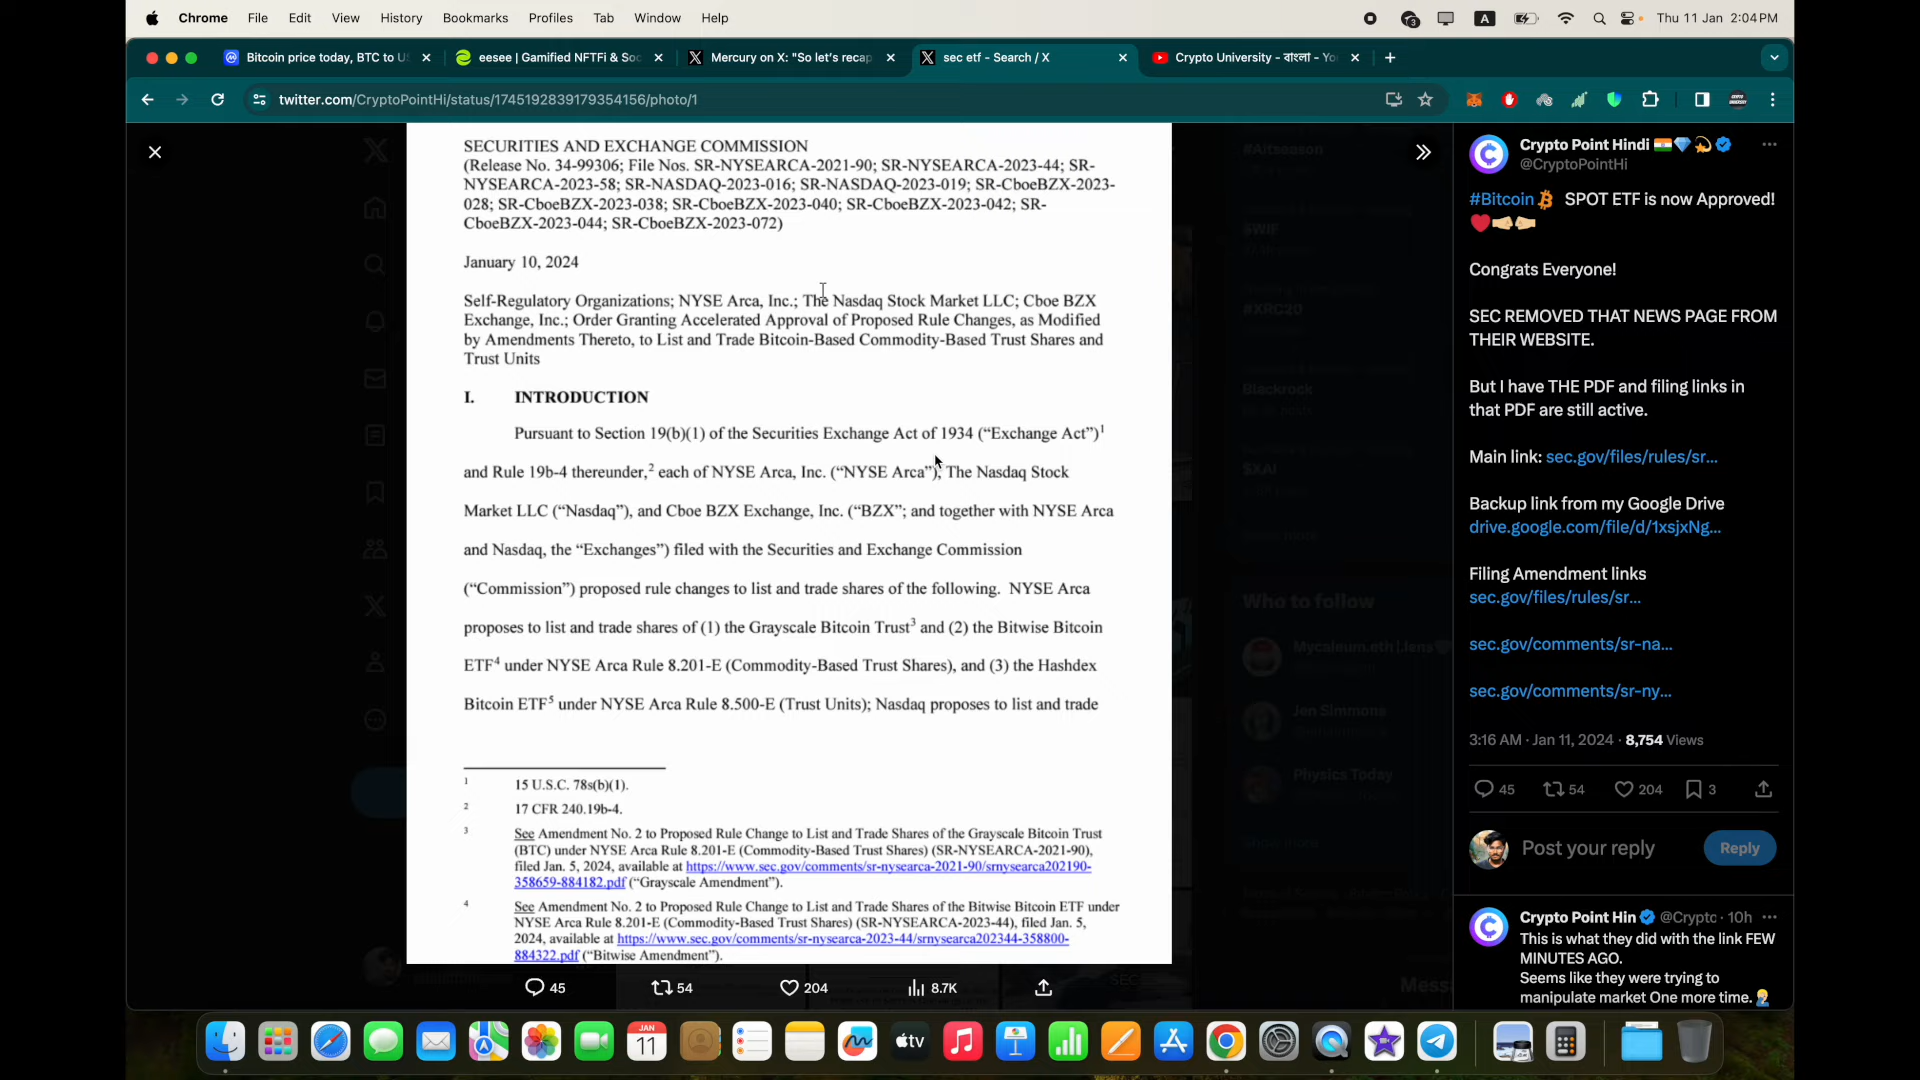 Chrome File Edit View History Bookmarks Profiles Tab Window Help
A Thu 11 Jan 2:04 PM
Bitcoin price today, BTC to US
eesee | Gamified NFTFi & Soc
Mercury on X: "So let's recap
sec etf - Search / X
Crypto University - বাংলা - Yo
twitter.com/CryptoPointHi/status/1745192839179354156/photo/1
SECURITIES AND EXCHANGE COMMISSION
(Release No. 34-99306; File Nos. SR-NYSEARCA-2021-90; SR-NYSEARCA-2023-44; SR-
NYSEARCA-2023-58; SR-NASDAQ-2023-016; SR-NASDAQ-2023-019; SR-CboeBZX-2023-
028; SR-CboeBZX-2023-038; SR-CboeBZX-2023-040; SR-CboeBZX-2023-042; SR-
CboeBZX-2023-044; SR-CboeBZX-2023-072)
January 10, 2024
Self-Regulatory Organizations; NYSE Arca, Inc.; The Nasdaq Stock Market LLC; Cboe BZX
Exchange, Inc.; Order Granting Accelerated Approval of Proposed Rule Changes, as Modified
by Amendments Thereto, to List and Trade Bitcoin-Based Commodity-Based Trust Shares and
Trust Units
I. INTRODUCTION
Pursuant to Section 19(b)(1) of the Securities Exchange Act of 1934 (“Exchange Act”)1
and Rule 19b-4 thereunder,2 each of NYSE Arca, Inc. (“NYSE Arca”), The Nasdaq Stock
Market LLC (“Nasdaq”), and Cboe BZX Exchange, Inc. (“BZX”; and together with NYSE Arca
and Nasdaq, the “Exchanges”) filed with the Securities and Exchange Commission
(“Commission”) proposed rule changes to list and trade shares of the following. NYSE Arca
proposes to list and trade shares of (1) the Grayscale Bitcoin Trust3 and (2) the Bitwise Bitcoin
ETF4 under NYSE Arca Rule 8.201-E (Commodity-Based Trust Shares), and (3) the Hashdex
Bitcoin ETF5 under NYSE Arca Rule 8.500-E (Trust Units); Nasdaq proposes to list and trade
1 15 U.S.C. 78s(b)(1).
2 17 CFR 240.19b-4.
3 See Amendment No. 2 to Proposed Rule Change to List and Trade Shares of the Grayscale Bitcoin Trust
(BTC) under NYSE Arca Rule 8.201-E (Commodity-Based Trust Shares) (SR-NYSEARCA-2021-90),
filed Jan. 5, 2024, available at https://www.sec.gov/comments/sr-nysearca-2021-90/srnysearca202190-
358659-884182.pdf (“Grayscale Amendment”).
4 See Amendment No. 2 to Proposed Rule Change to List and Trade Shares of the Bitwise Bitcoin ETF under
NYSE Arca Rule 8.201-E (Commodity-Based Trust Shares) (SR-NYSEARCA-2023-44), filed Jan. 5,
2024, available at https://www.sec.gov/comments/sr-nysearca-2023-44/srnysearca202344-358800-
884322.pdf (“Bitwise Amendment”).
45 54 204 8.7K
#Altseason
#WIF
#XRC20
Blackrock
$XAI
Who to follow
Mycaleum.eth
Jen Simmons
Physics Today
Show more
Crypto Point Hindi
@CryptoPointHi
#Bitcoin SPOT ETF is now Approved!
Congrats Everyone!
SEC REMOVED THAT NEWS PAGE FROM
THEIR WEBSITE.
But I have THE PDF and filing links in
that PDF are still active.
Main link: sec.gov/files/rules/sr...
Backup link from my Google Drive
drive.google.com/file/d/1xsjxNg...
Filing Amendment links
sec.gov/files/rules/sr...
sec.gov/comments/sr-na...
sec.gov/comments/sr-ny...
3:16 AM · Jan 11, 2024 · 8,754 Views
45 54 204 3
Post your reply Reply
Crypto Point Hin @Cryptc · 10h
This is what they did with the link FEW
MINUTES AGO.
Seems like they were trying to
manipulate market One more time.
JAN
11
tv